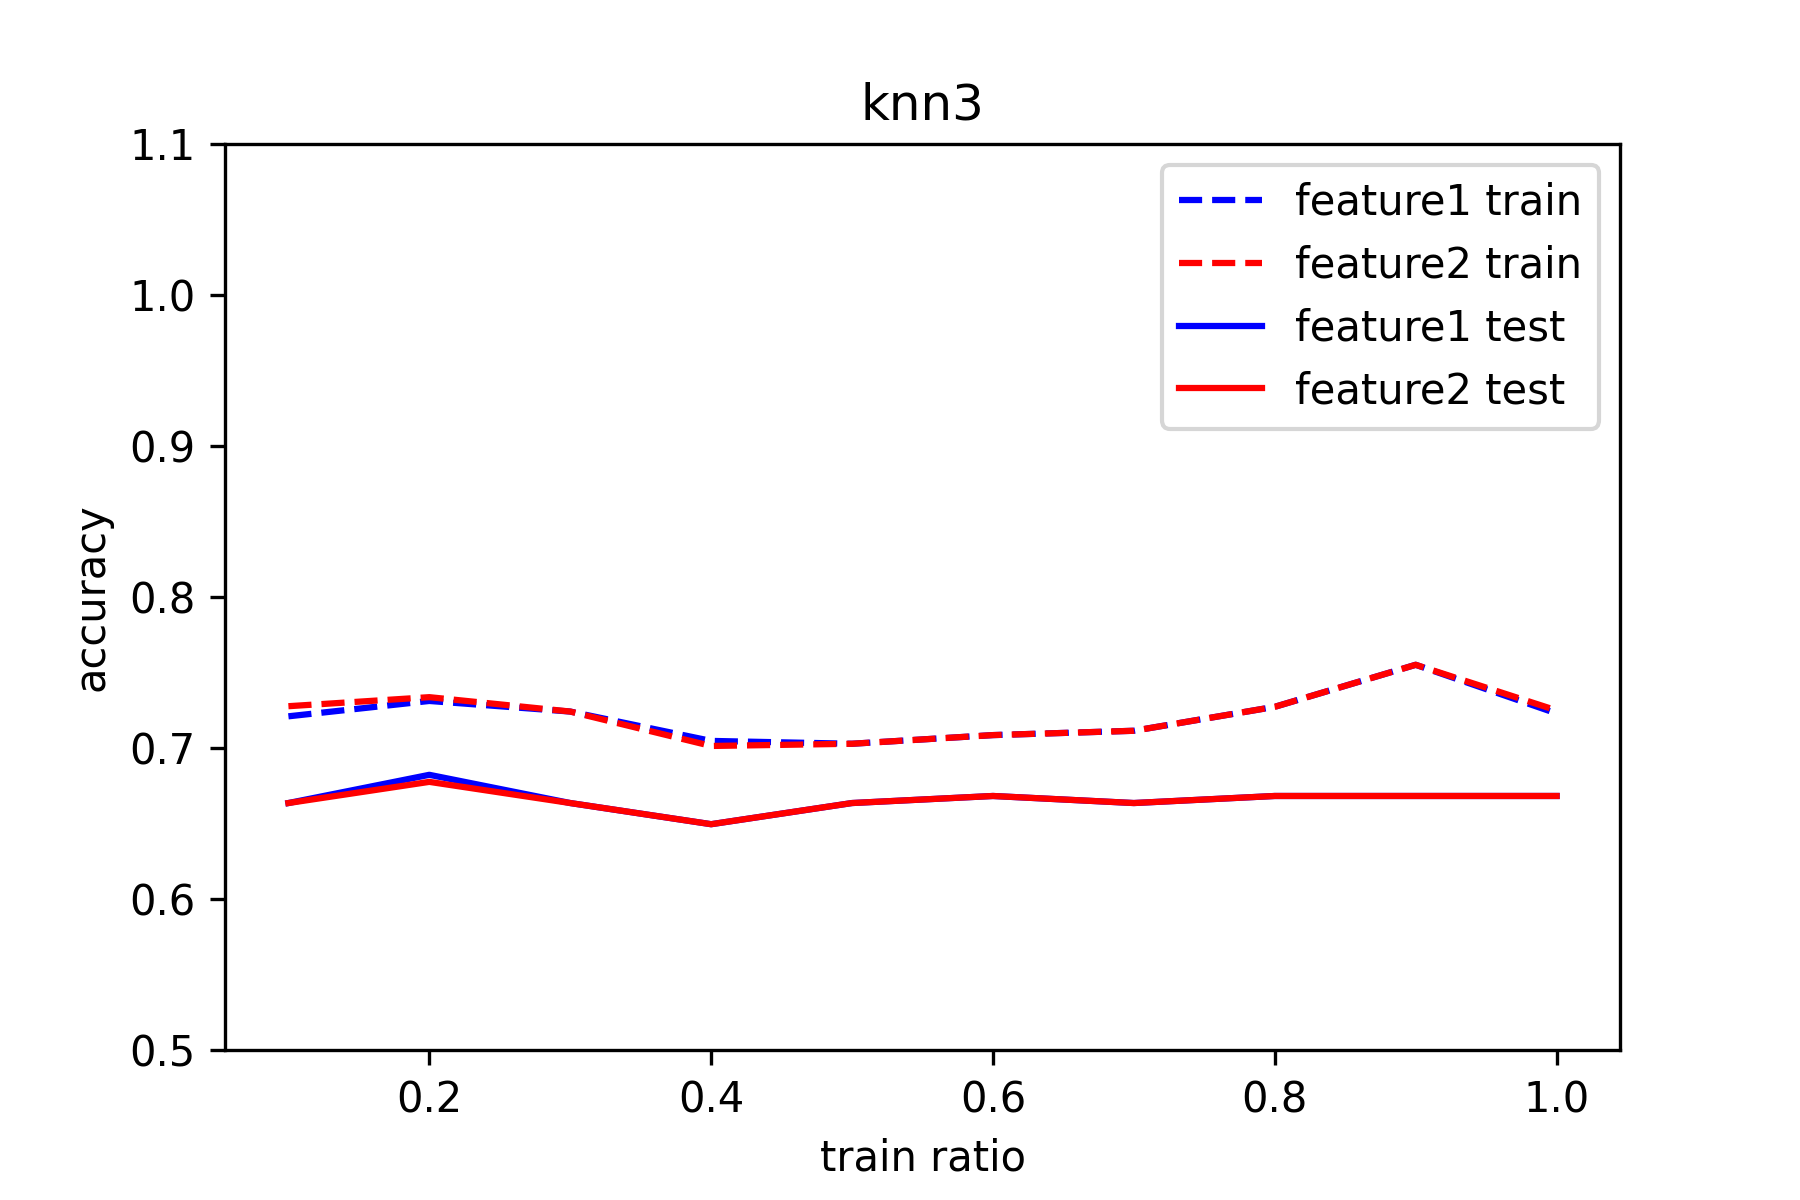 knn3
1.1
1.0
0.9
0.8
0.7
0.6
0.5
accuracy
feature1 train
feature2 train
feature1 test
feature2 test
0.2 0.4 0.6 0.8 1.0
train ratio